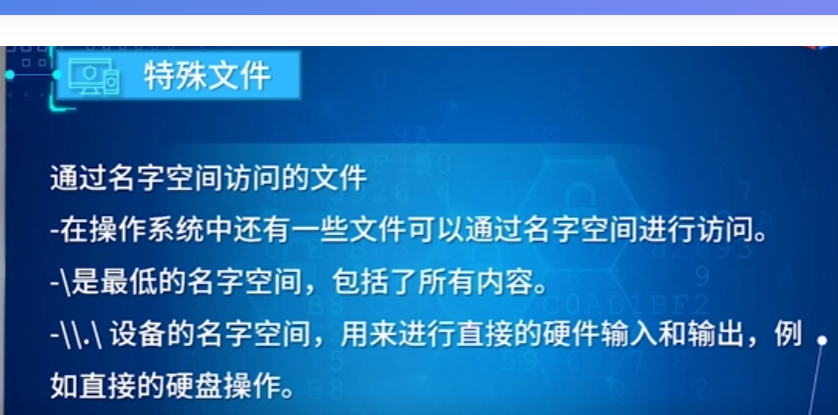 特殊文件
通过名字空间访问的文件
-在操作系统中还有一些文件可以通过名字空间进行访问。
-\是最低的名字空间，包括了所有内容。
-\\.\ 设备的名字空间，用来进行直接的硬件输入和输出，例
如直接的硬盘操作。